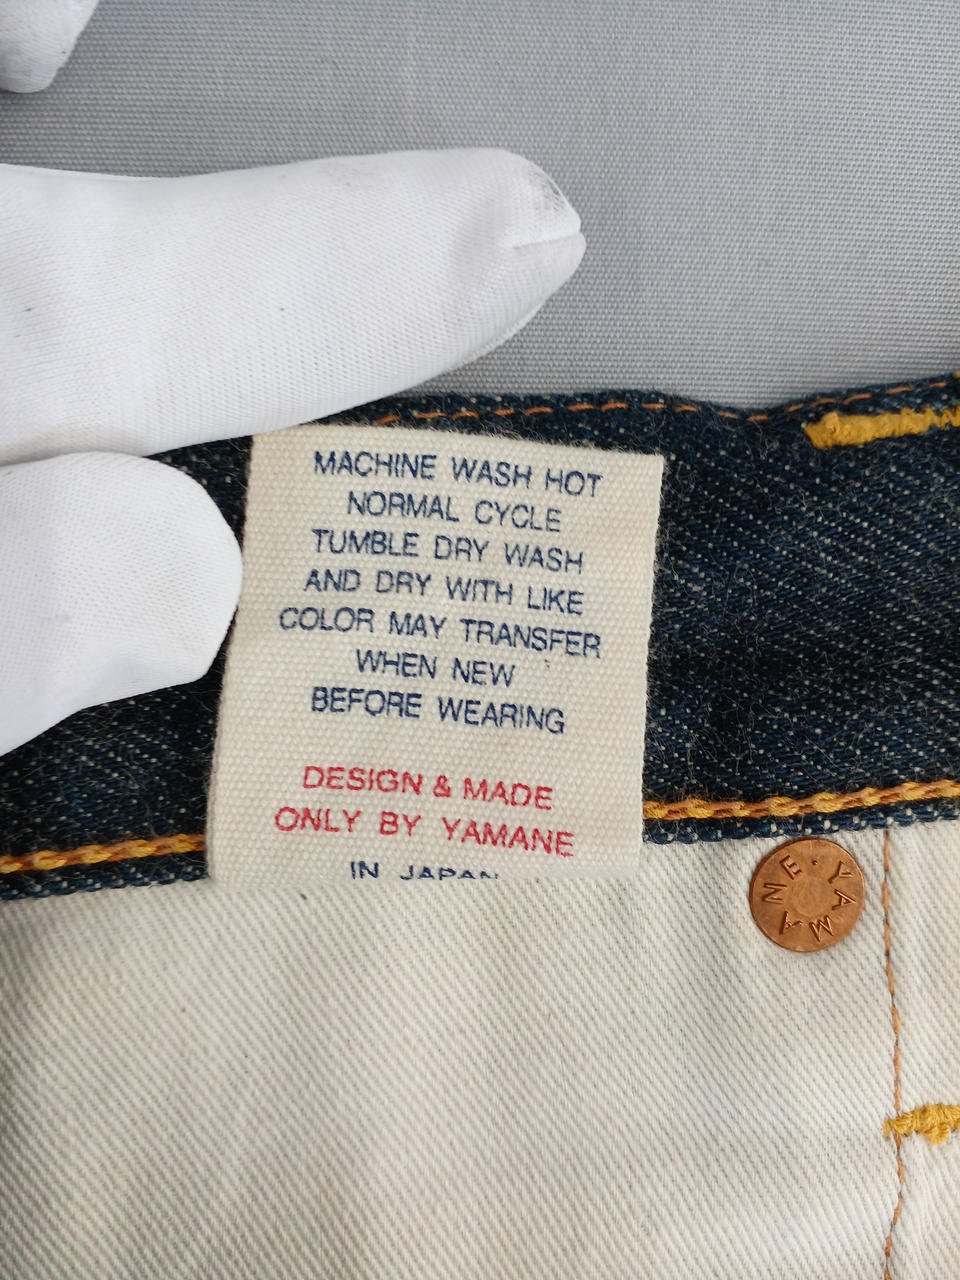 MACHINE WASH HOT
NORMAL CYCLE
TUMBLE DRY WASH
AND DRY WITH LIKE
COLOR MAY TRANSFER
WHEN NEW
BEFORE WEARING
DESIGN & MADE
ONLY BY YAMANE
IN JAPAN
YAMANE